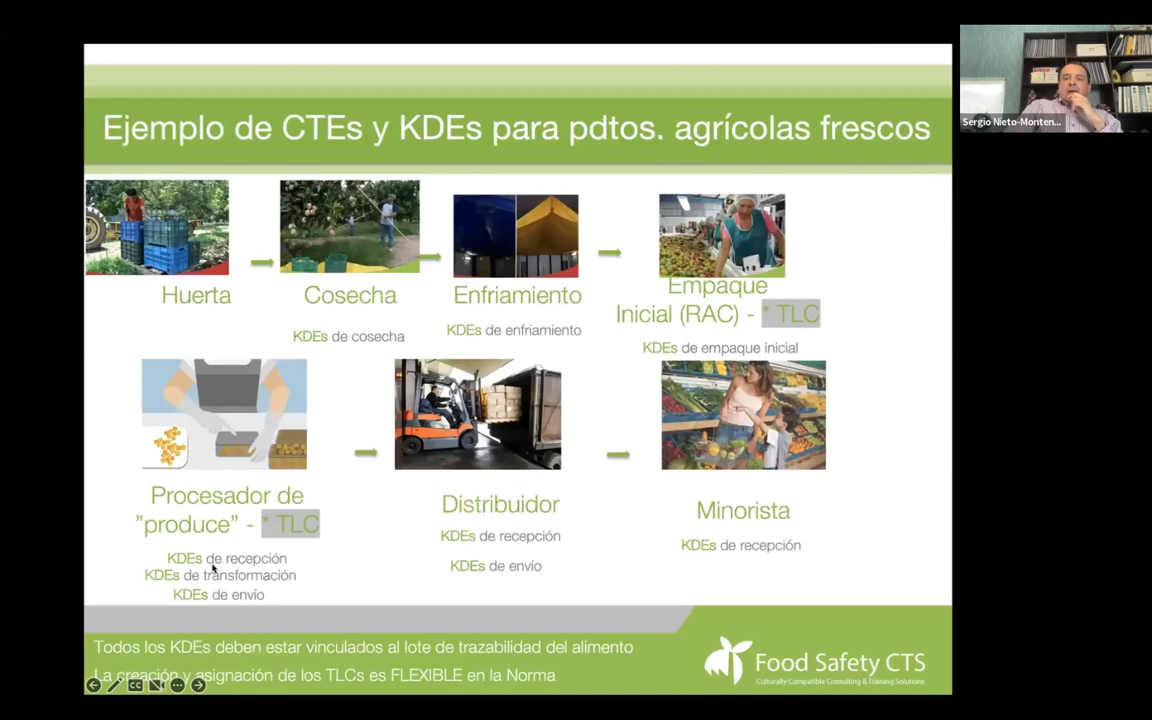 Ejemplo de CTEs y KDEs para pdtos. agrícolas frescos
Sergio Nieto-Monten...
Huerta
Cosecha
KDEs de cosecha
Enfriamiento
KDEs de enfriamiento
Empaque
Inicial (RAC) - * TLC
KDEs de empaque inicial
Procesador de
"produce" - * TLC
KDEs de recepción
KDEs de transformación
KDEs de envío
Distribuidor
KDEs de recepción
KDEs de envío
Minorista
KDEs de recepción
Todos los KDEs deben estar vinculados al lote de trazabilidad del alimento
La creación y asignación de los TLCs es FLEXIBLE en la Norma
CC
Food Safety CTS
Culturally Compatible Consulting & Training Solutions